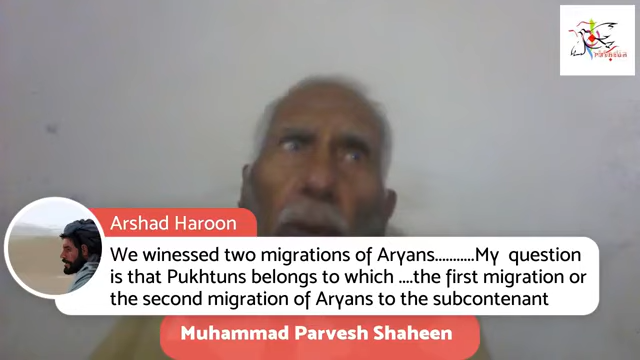 Arshad Haroon
We winessed two migrations of Aryans...........My question
is that Pukhtuns belongs to which ....the first migration or
the second migration of Aryans to the subcontenant
Muhammad Parvesh Shaheen